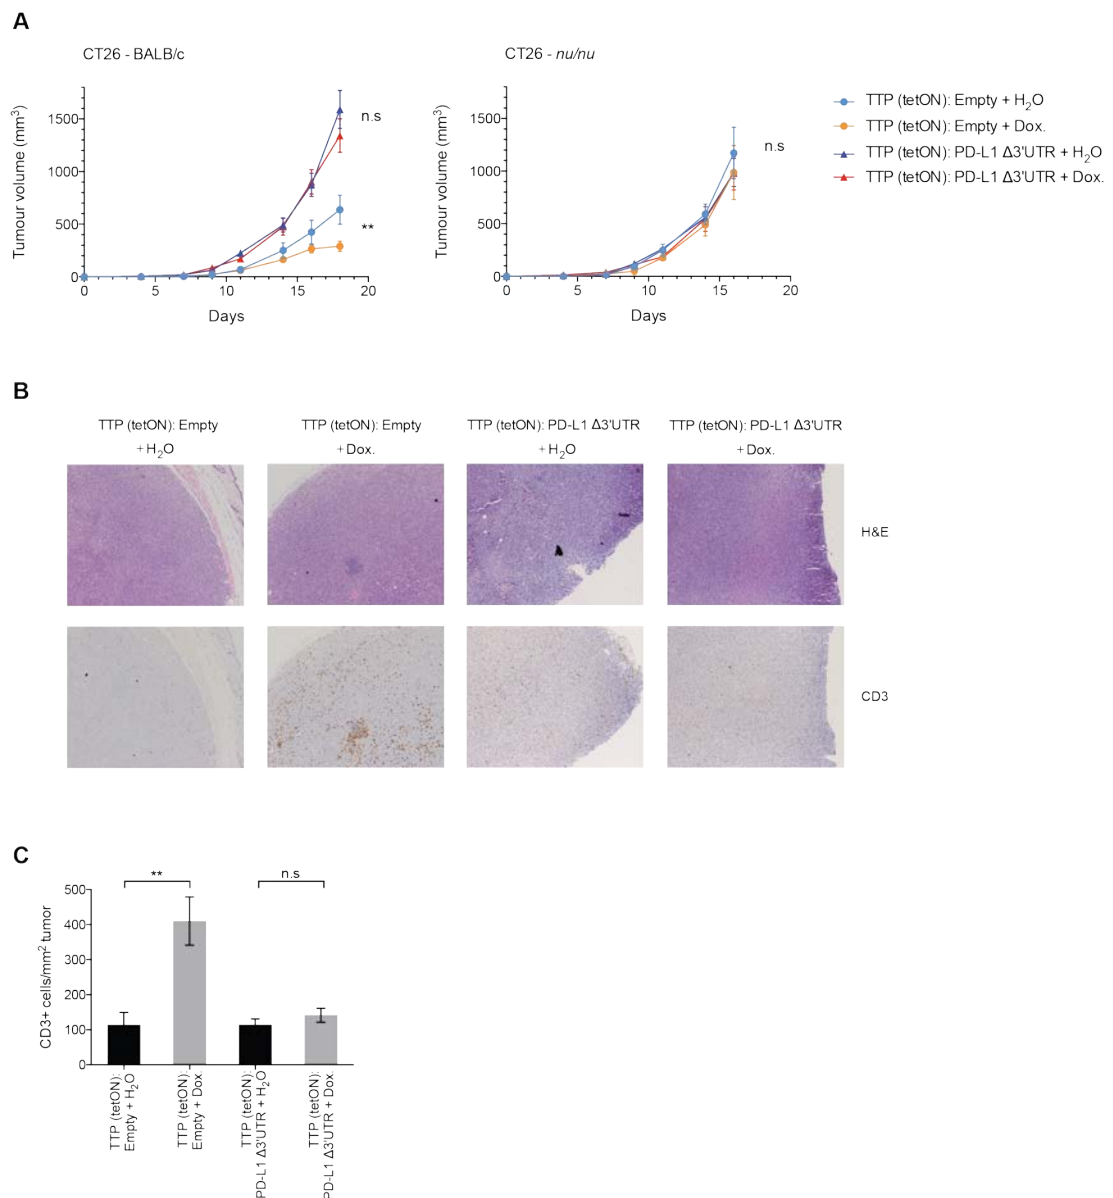 A
CT26 - BALB/c
Tumour volume (mm³)
1500
1000
500
0
0 5 10 15 20
Days
n.s
**
CT26 - nu/nu
Tumour volume (mm³)
1500
1000
500
0
0 5 10 15 20
Days
n.s
TTP (tetON): Empty + H₂O
TTP (tetON): Empty + Dox.
TTP (tetON): PD-L1 Δ3'UTR + H₂O
TTP (tetON): PD-L1 Δ3'UTR + Dox.
B
TTP (tetON): Empty
+ H₂O
TTP (tetON): Empty
+ Dox.
TTP (tetON): PD-L1 Δ3'UTR
+ H₂O
TTP (tetON): PD-L1 Δ3'UTR
+ Dox.
H&E
CD3
C
CD3+ cells/mm² tumor
500
400
300
200
100
0
**
n.s
TTP (tetON):
Empty + H₂O
TTP (tetON):
Empty + Dox.
TTP (tetON):
PD-L1 Δ3'UTR + H₂O
TTP (tetON):
PD-L1 Δ3'UTR + Dox.